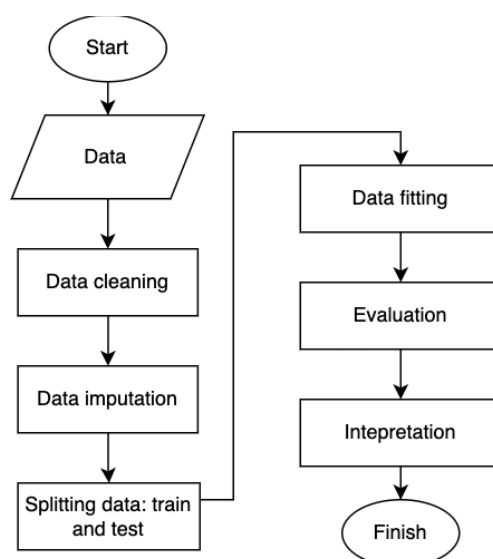 Start
Data
Data cleaning
Data imputation
Splitting data: train
and test
Data fitting
Evaluation
Intepretation
Finish